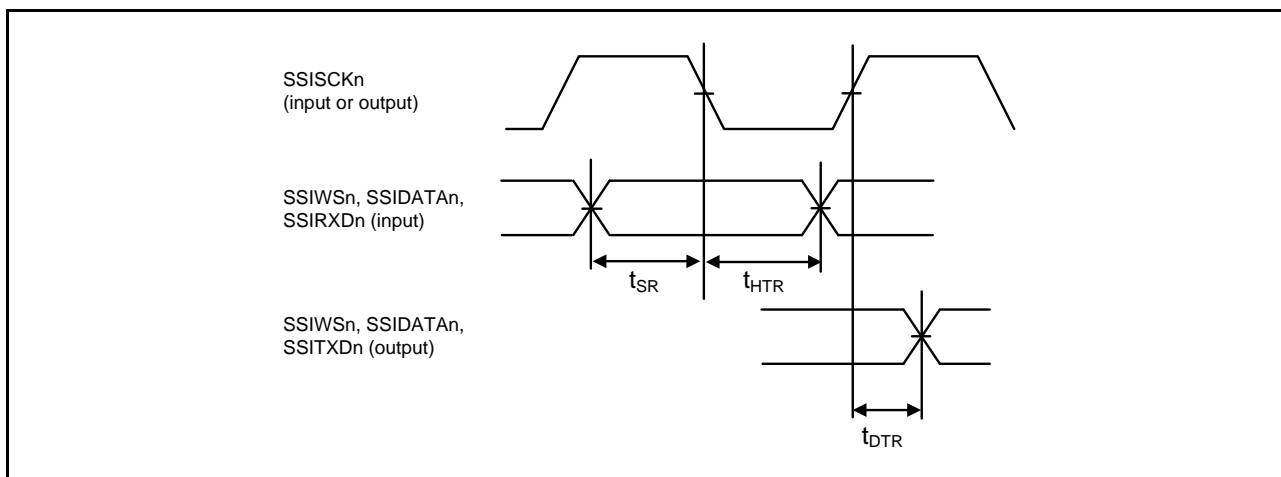 SSISCKn
(input or output)
SSIWSn, SSIDATAn,
SSIRXDn (input)
tSR
tHTR
SSIWSn, SSIDATAn,
SSITXDn (output)
tDTR